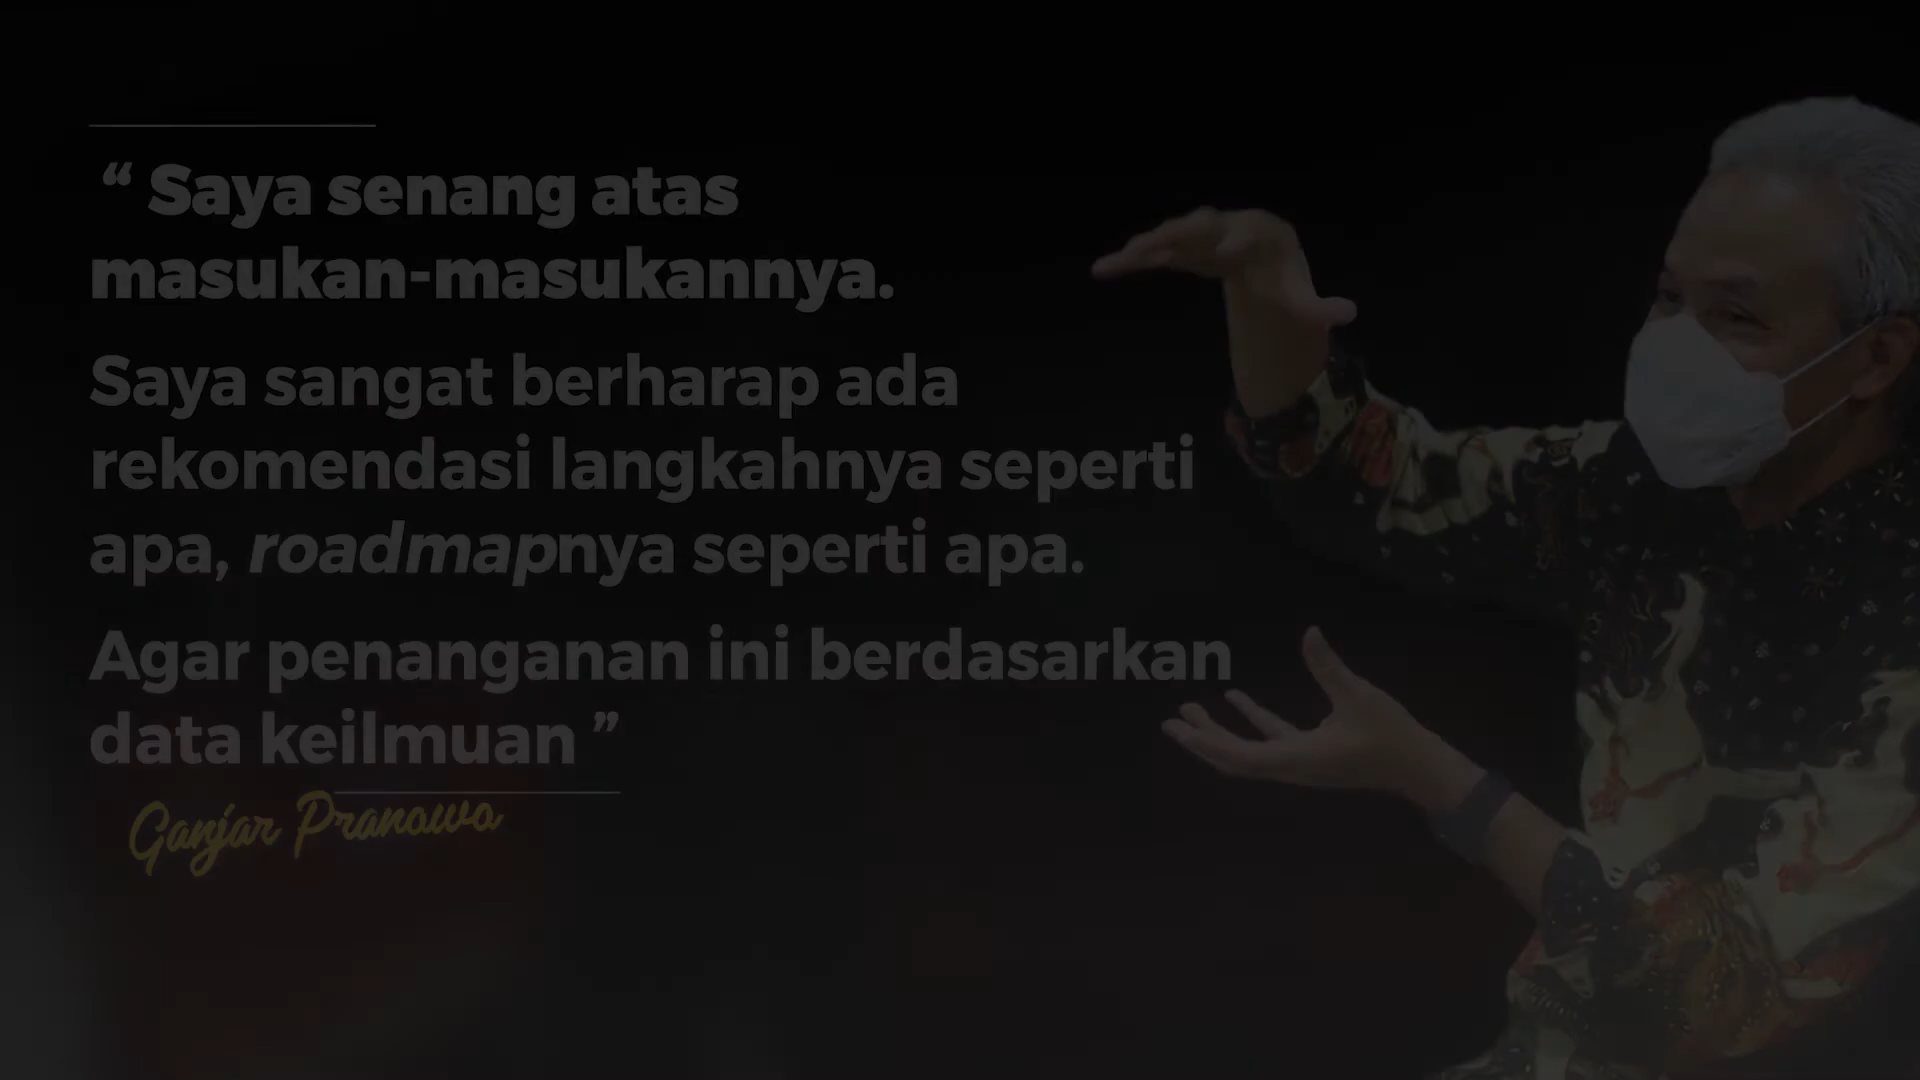 “ Saya senang atas
masukan-masukannya.
Saya sangat berharap ada
rekomendasi langkahnya seperti
apa, roadmapnya seperti apa.
Agar penanganan ini berdasarkan
data keilmuan ”
Ganjar Pranowo